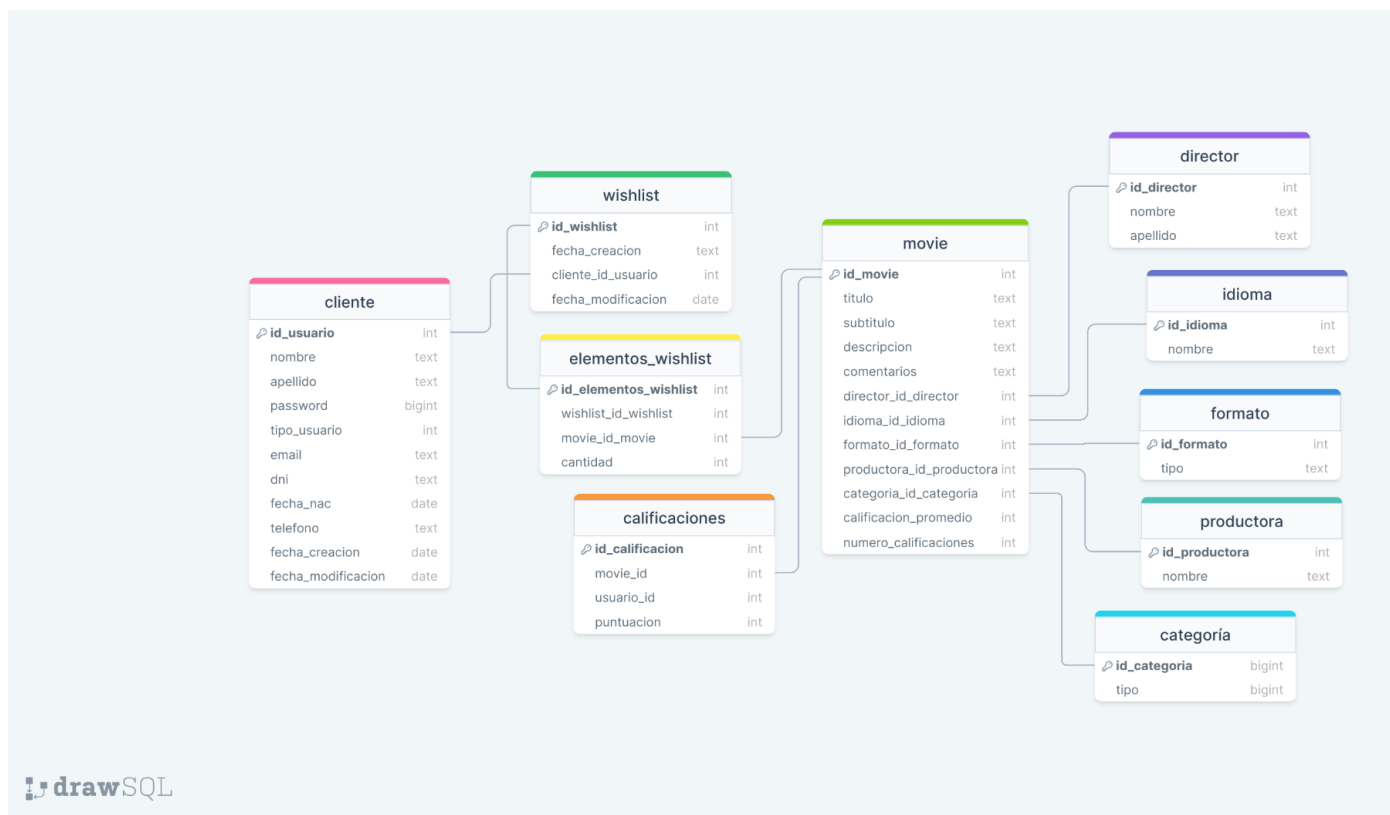 cliente
id_usuario int
nombre text
apellido text
password bigint
tipo_usuario int
email text
dni text
fecha_nac date
telefono text
fecha_creacion date
fecha_modificacion date
wishlist
id_wishlist int
fecha_creacion text
cliente_id_usuario int
fecha_modificacion date
elementos_wishlist
id_elementos_wishlist int
wishlist_id_wishlist int
movie_id_movie int
cantidad int
calificaciones
id_calificacion int
movie_id int
usuario_id int
puntuacion int
movie
id_movie int
titulo text
subtitulo text
descripcion text
comentarios text
director_id_director int
idioma_id_idioma int
formato_id_formato int
productora_id_productora int
categoria_id_categoria int
calificacion_promedio int
numero_calificaciones int
director
id_director int
nombre text
apellido text
idioma
id_idioma int
nombre text
formato
id_formato int
tipo text
productora
id_productora int
nombre text
categoría
id_categoria bigint
tipo bigint
drawSQL